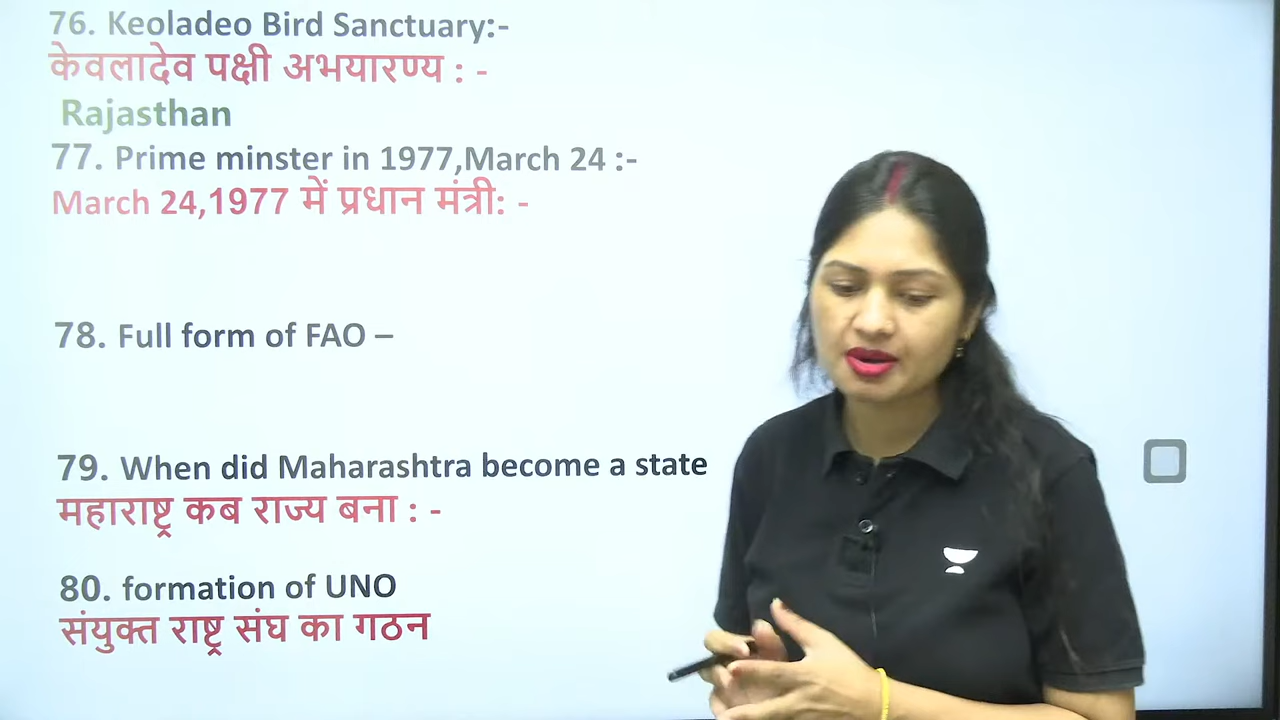 76. Keoladeo Bird Sanctuary:-
केवलादेव पक्षी अभयारण्य : -
Rajasthan
77. Prime minster in 1977,March 24 :-
March 24,1977 में प्रधान मंत्री: -
78. Full form of FAO –
79. When did Maharashtra become a state
महाराष्ट्र कब राज्य बना : -
80. formation of UNO
संयुक्त राष्ट्र संघ का गठन